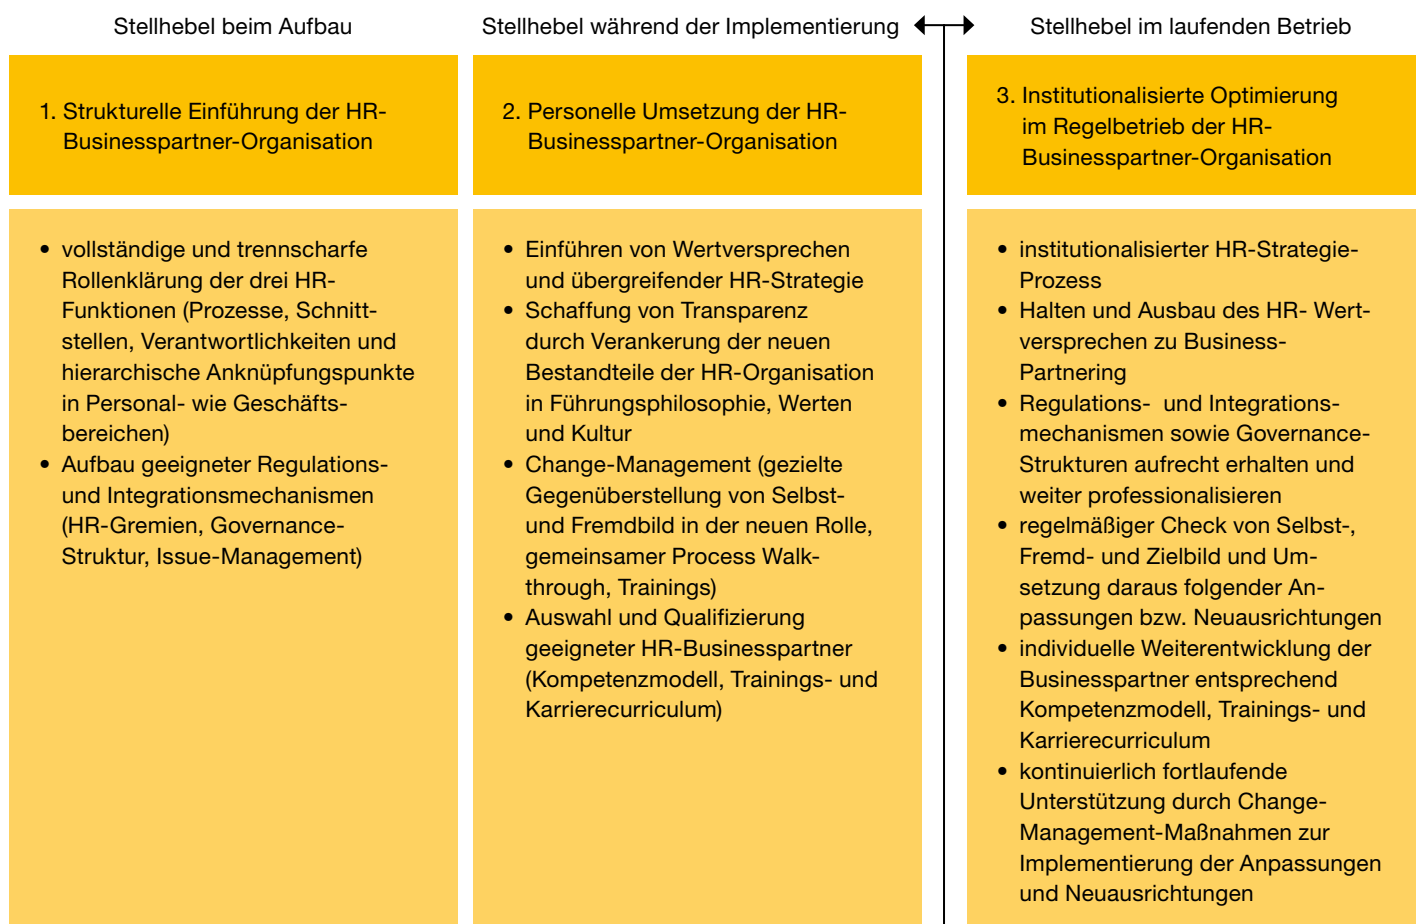 Stellhebel beim Aufbau
1. Strukturelle Einführung der HR-
Businesspartner-Organisation
• vollständige und trennscharfe
Rollenklärung der drei HR-
Funktionen (Prozesse, Schnitt-
stellen, Verantwortlichkeiten und
hierarchische Anknüpfungspunkte
in Personal- wie Geschäfts-
bereichen)
• Aufbau geeigneter Regulations-
und Integrationsmechanismen
(HR-Gremien, Governance-
Struktur, Issue-Management)
Stellhebel während der Implementierung
2. Personelle Umsetzung der HR-
Businesspartner-Organisation
• Einführen von Wertversprechen
und übergreifender HR-Strategie
• Schaffung von Transparenz
durch Verankerung der neuen
Bestandteile der HR-Organisation
in Führungsphilosophie, Werten
und Kultur
• Change-Management (gezielte
Gegenüberstellung von Selbst-
und Fremdbild in der neuen Rolle,
gemeinsamer Process Walk-
through, Trainings)
• Auswahl und Qualifizierung
geeigneter HR-Businesspartner
(Kompetenzmodell, Trainings- und
Karrierecurriculum)
Stellhebel im laufenden Betrieb
3. Institutionalisierte Optimierung
im Regelbetrieb der HR-
Businesspartner-Organisation
• institutionalisierter HR-Strategie-
Prozess
• Halten und Ausbau des HR- Wert-
versprechen zu Business-
Partnering
• Regulations- und Integrations-
mechanismen sowie Governance-
Strukturen aufrecht erhalten und
weiter professionalisieren
• regelmäßiger Check von Selbst-,
Fremd- und Zielbild und Um-
setzung daraus folgender An-
passungen bzw. Neuausrichtungen
• individuelle Weiterentwicklung der
Businesspartner entsprechend
Kompetenzmodell, Trainings- und
Karrierecurriculum
• kontinuierlich fortlaufende
Unterstützung durch Change-
Management-Maßnahmen zur
Implementierung der Anpassungen
und Neuausrichtungen